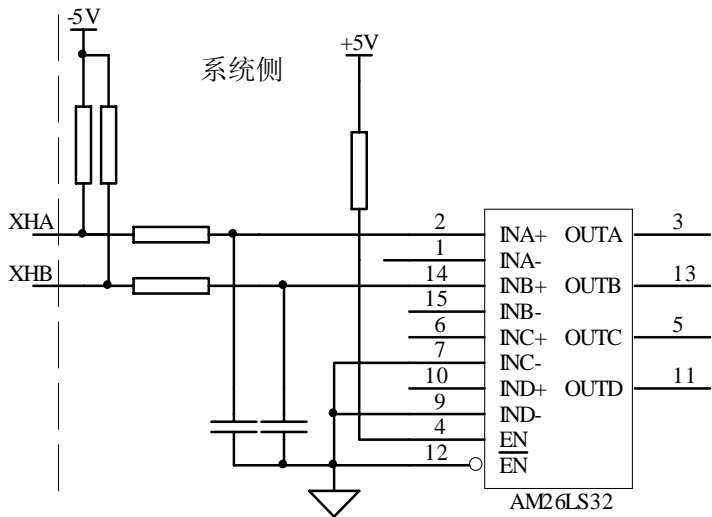 -5V
系统侧
+5V
XHA
XHB
2 INA+ OUTA 3
1 INA-
14 INB+ OUTB 13
15 INB-
6 INC+ OUTC 5
7 INC-
10 IND+ OUTD 11
9 IND-
4 EN
12 EN
AM26LS32